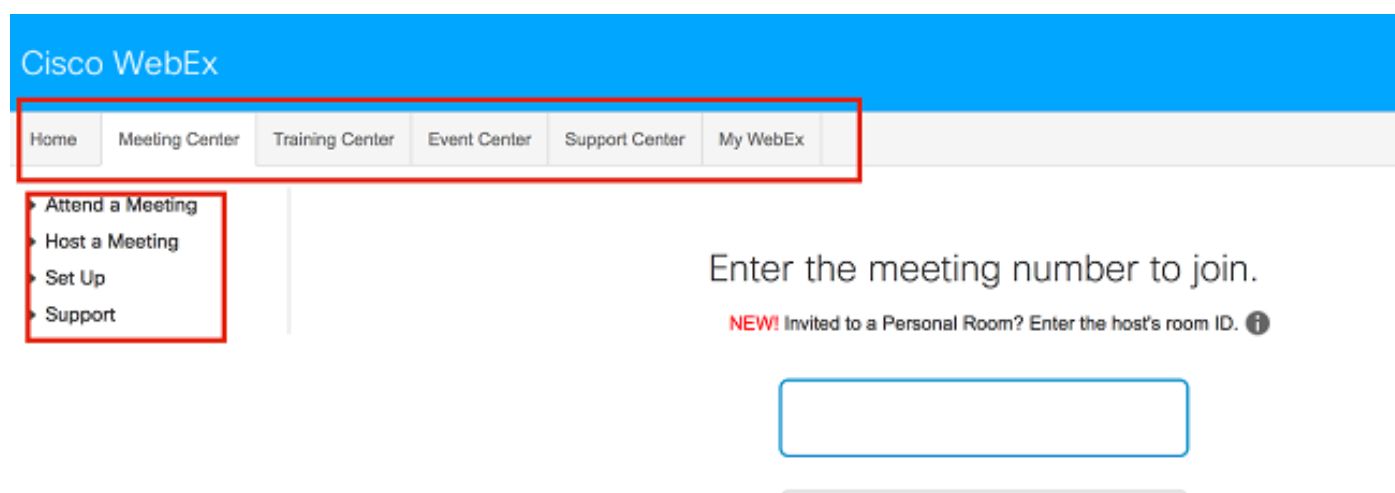 Cisco WebEx
Home Meeting Center Training Center Event Center Support Center My WebEx
Attend a Meeting
Host a Meeting
Set Up
Support
Enter the meeting number to join.
NEW! Invited to a Personal Room? Enter the host's room ID.